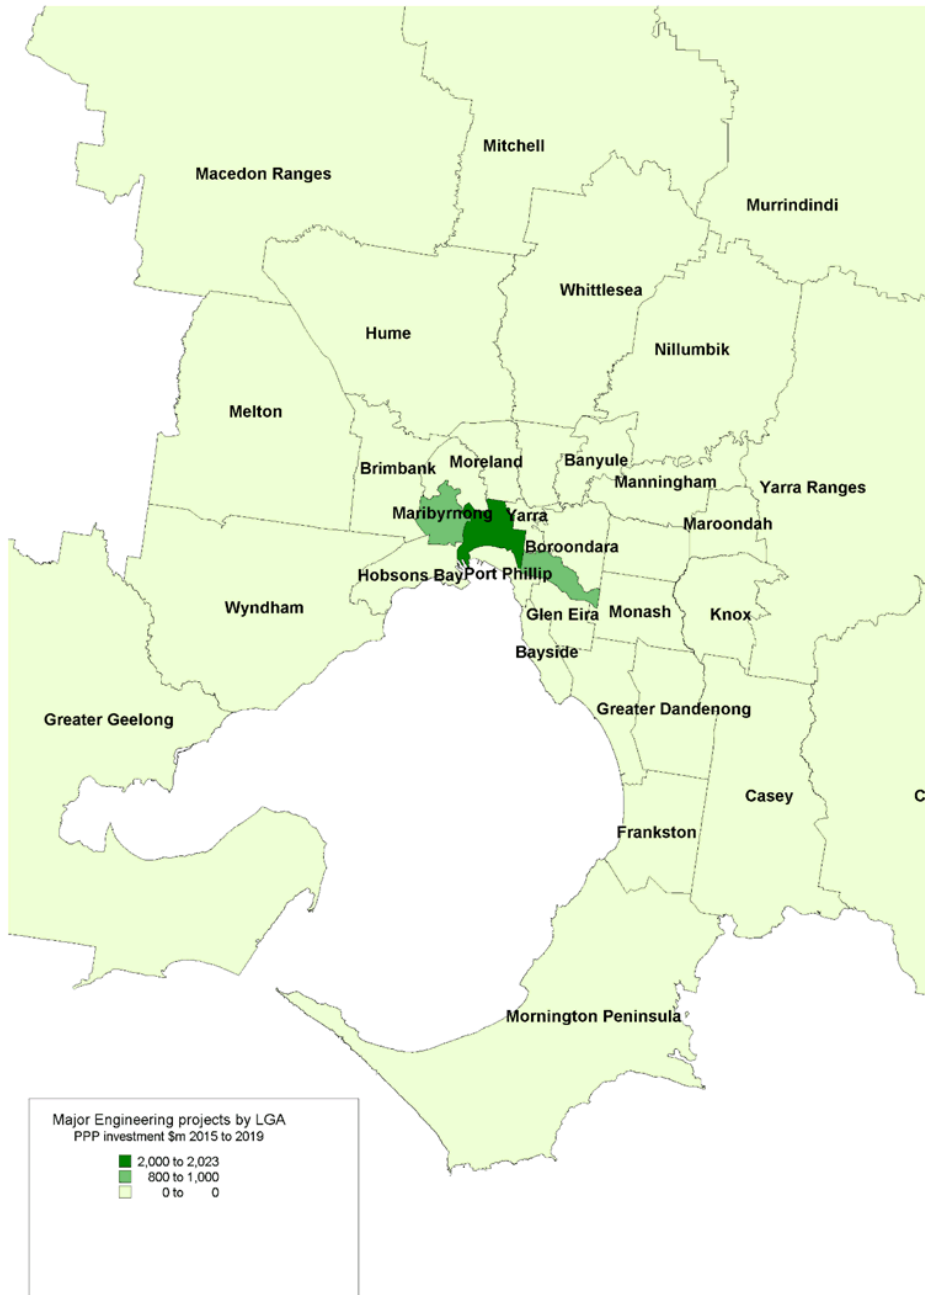 Mitchell
Macedon Ranges
Murrindindi
Whittlesea
Hume
Nillumbik
Melton
Brimbank
Moreland
Banyule
Manningham
Yarra Ranges
Maribyrnong
Yarra
Maroondah
Boroondara
Hobsons Bay
Port Phillip
Wyndham
Glen Eira
Monash
Knox
Bayside
Greater Geelong
Greater Dandenong
Casey
C
Frankston
Mornington Peninsula
Major Engineering projects by LGA
PPP investment $m 2015 to 2019
2,000 to 2,023
800 to 1,000
0 to 0